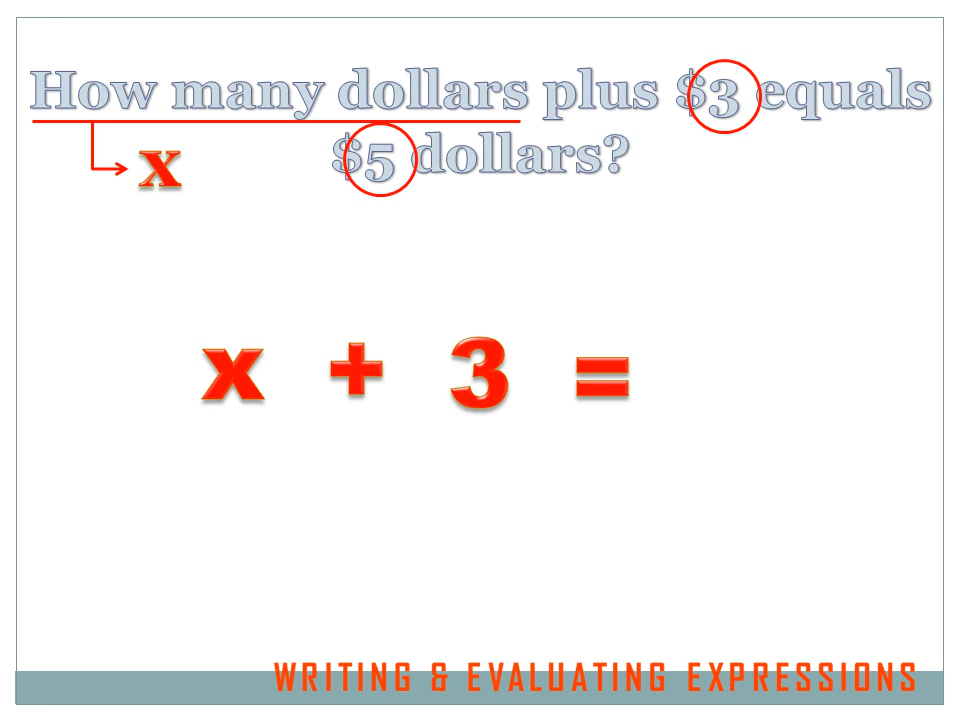 How many dollars plus $3 equals
$5 dollars?
x
x + 3 =
WRITING & EVALUATING EXPRESSIONS